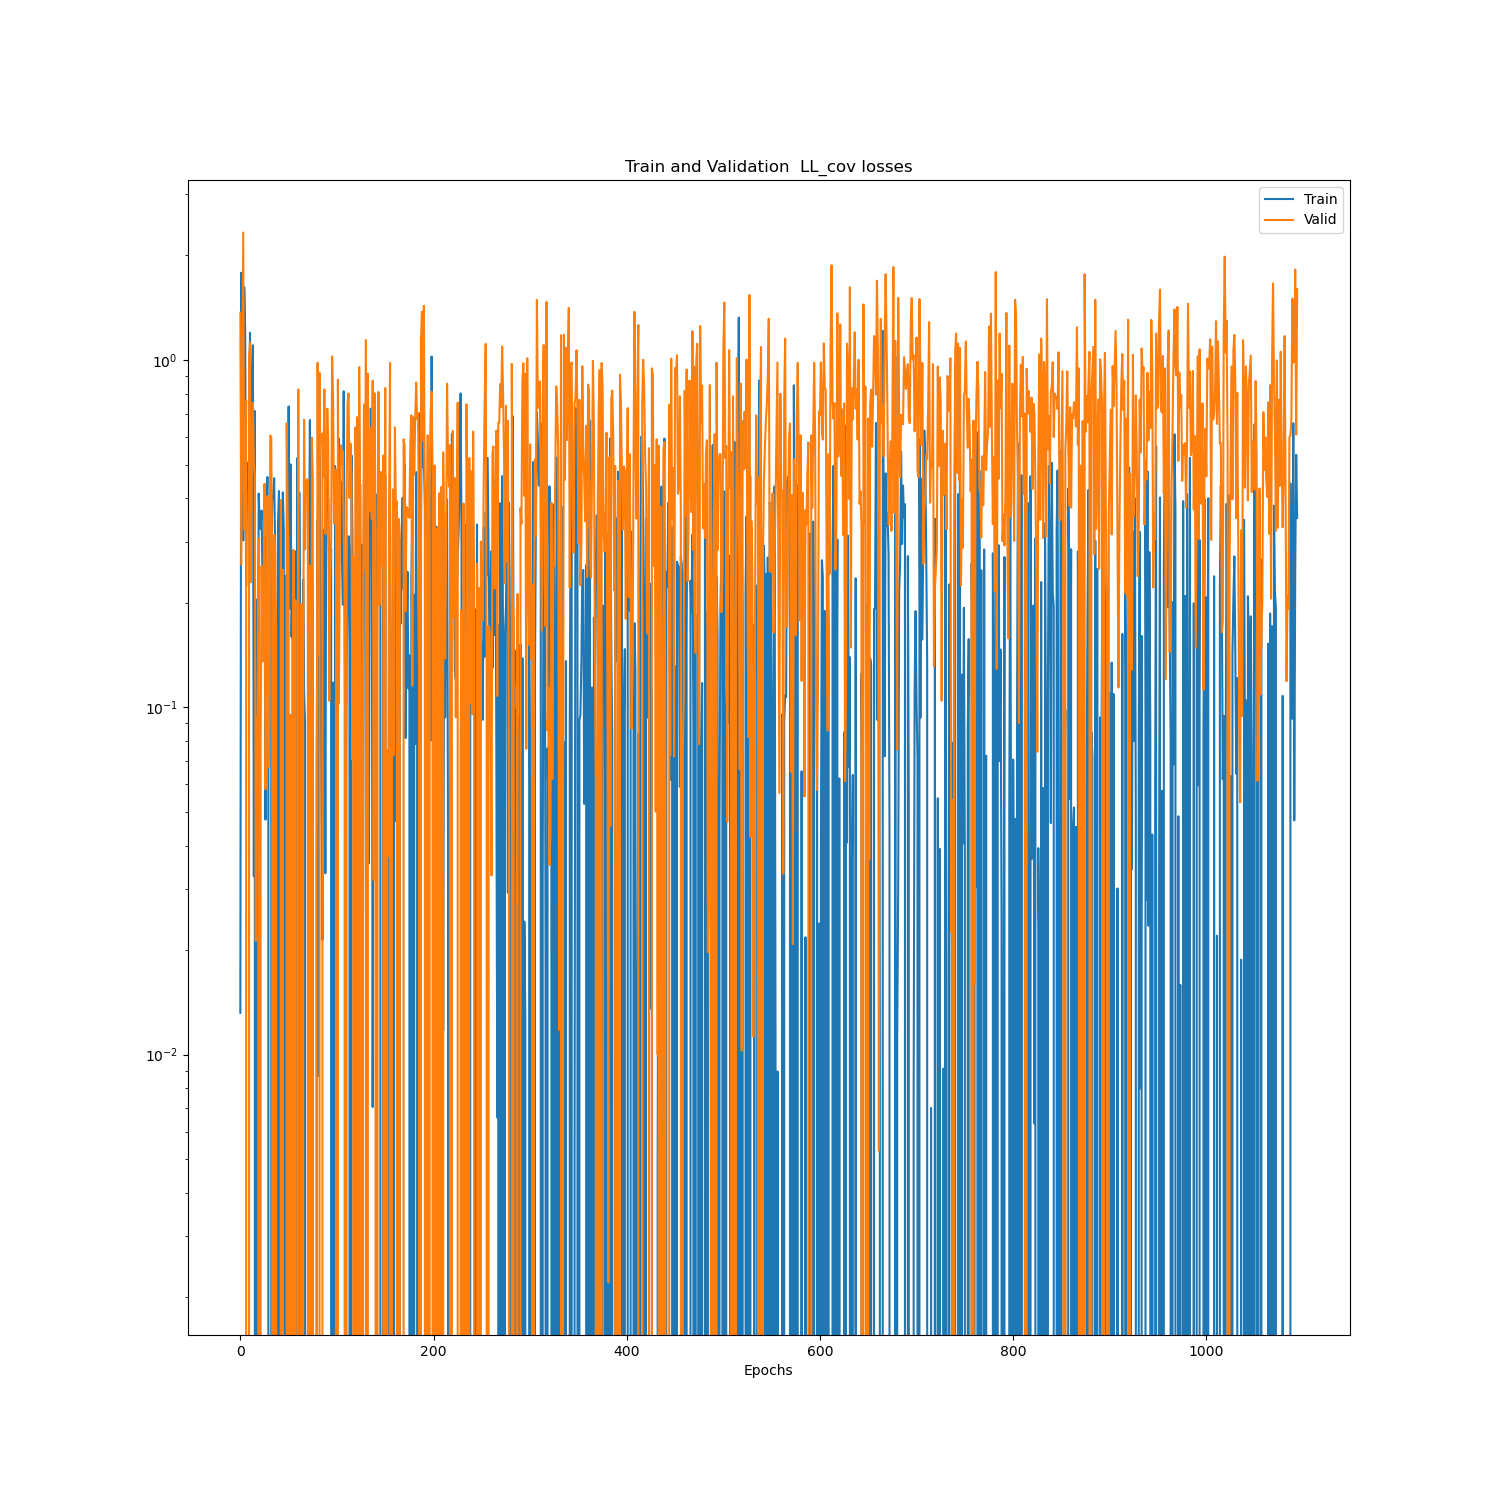 Train and Validation  LL_cov losses
Train
Valid
10⁰
10⁻¹
10⁻²
0 200 400 600 800 1000
Epochs